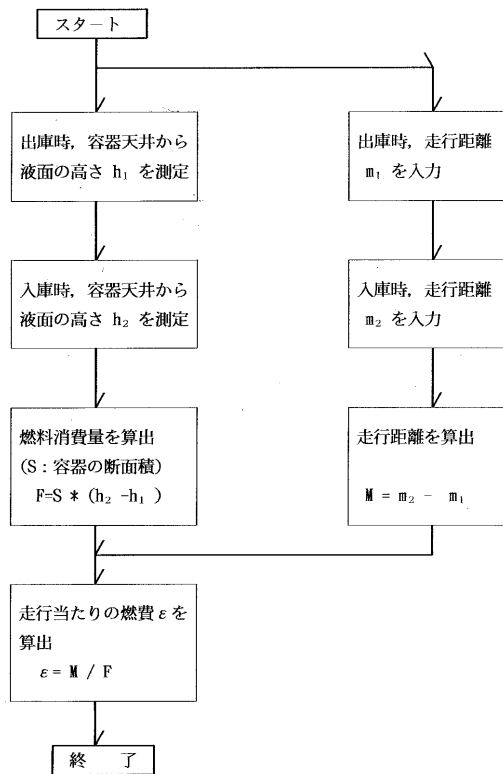 スタート
出庫時，容器天井から
液面の高さ h₁ を測定
出庫時，走行距離
m₁ を入力
入庫時，容器天井から
液面の高さ h₂ を測定
入庫時，走行距離
m₂ を入力
燃料消費量を算出
(S：容器の断面積)
F=S * (h₂ -h₁ )
走行距離を算出
M = m₂ - m₁
走行当たりの燃費 ε を
算出
ε = M / F
終 了